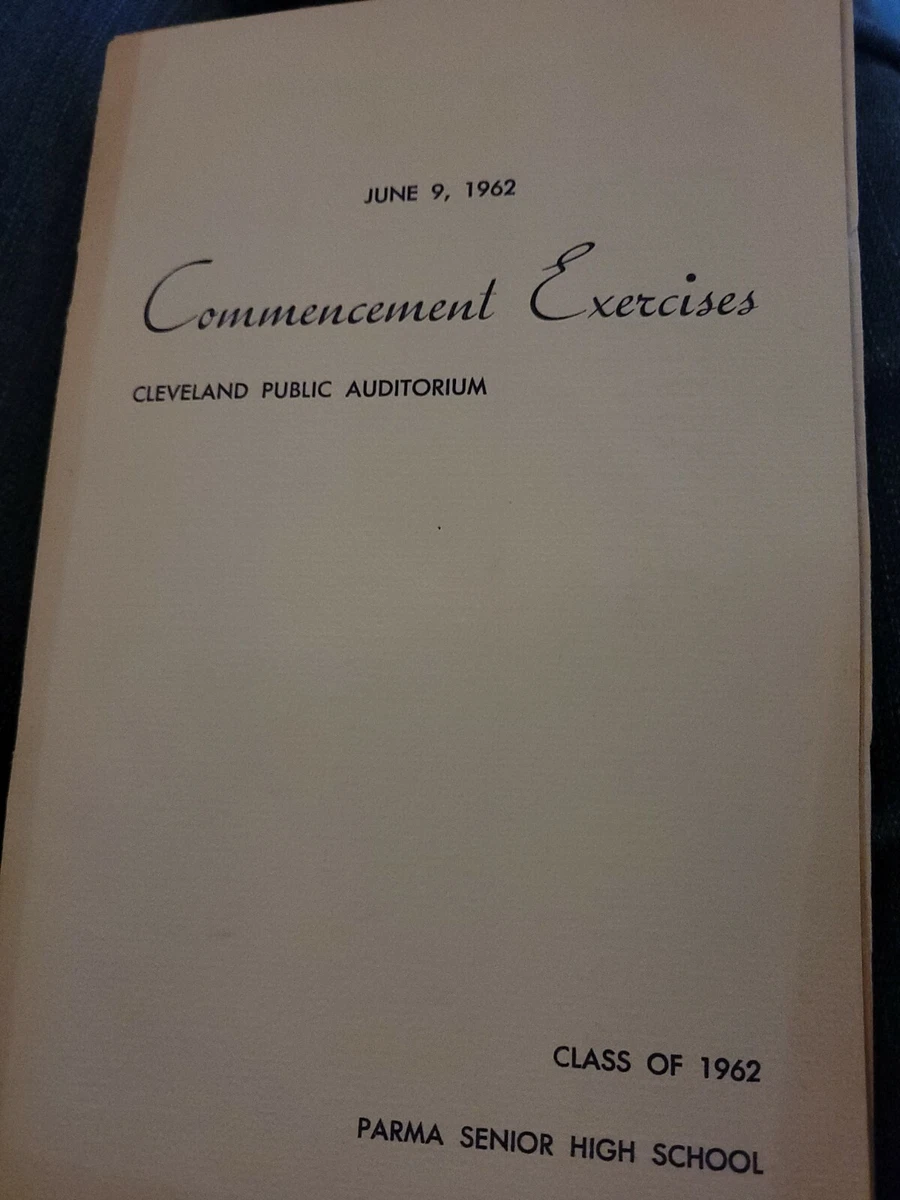 JUNE 9, 1962
Commencement Exercises
CLEVELAND PUBLIC AUDITORIUM
CLASS OF 1962
PARMA SENIOR HIGH SCHOOL